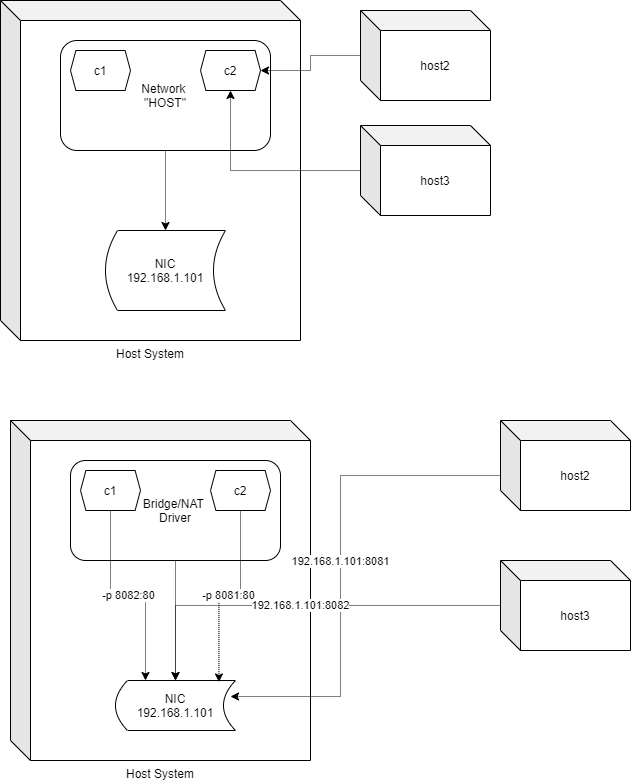 c1
c2
Network
"HOST"
host2
host3
NIC
192.168.1.101
Host System
c1
c2
Bridge/NAT
Driver
host2
192.168.1.101:8081
-p 8082:80
-p 8081:80
192.168.1.101:8082
host3
NIC
192.168.1.101
Host System